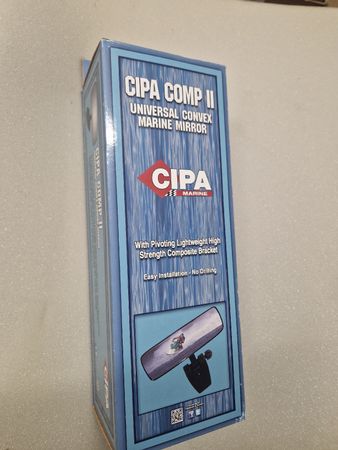 CIPA COMP II
UNIVERSAL CONVEX
MARINE MIRROR
CIPA
MARINE
With Pivoting Lightweight High
Strength Composite Bracket
Easy Installation - No Drilling
CIPA COMP II
CIPA